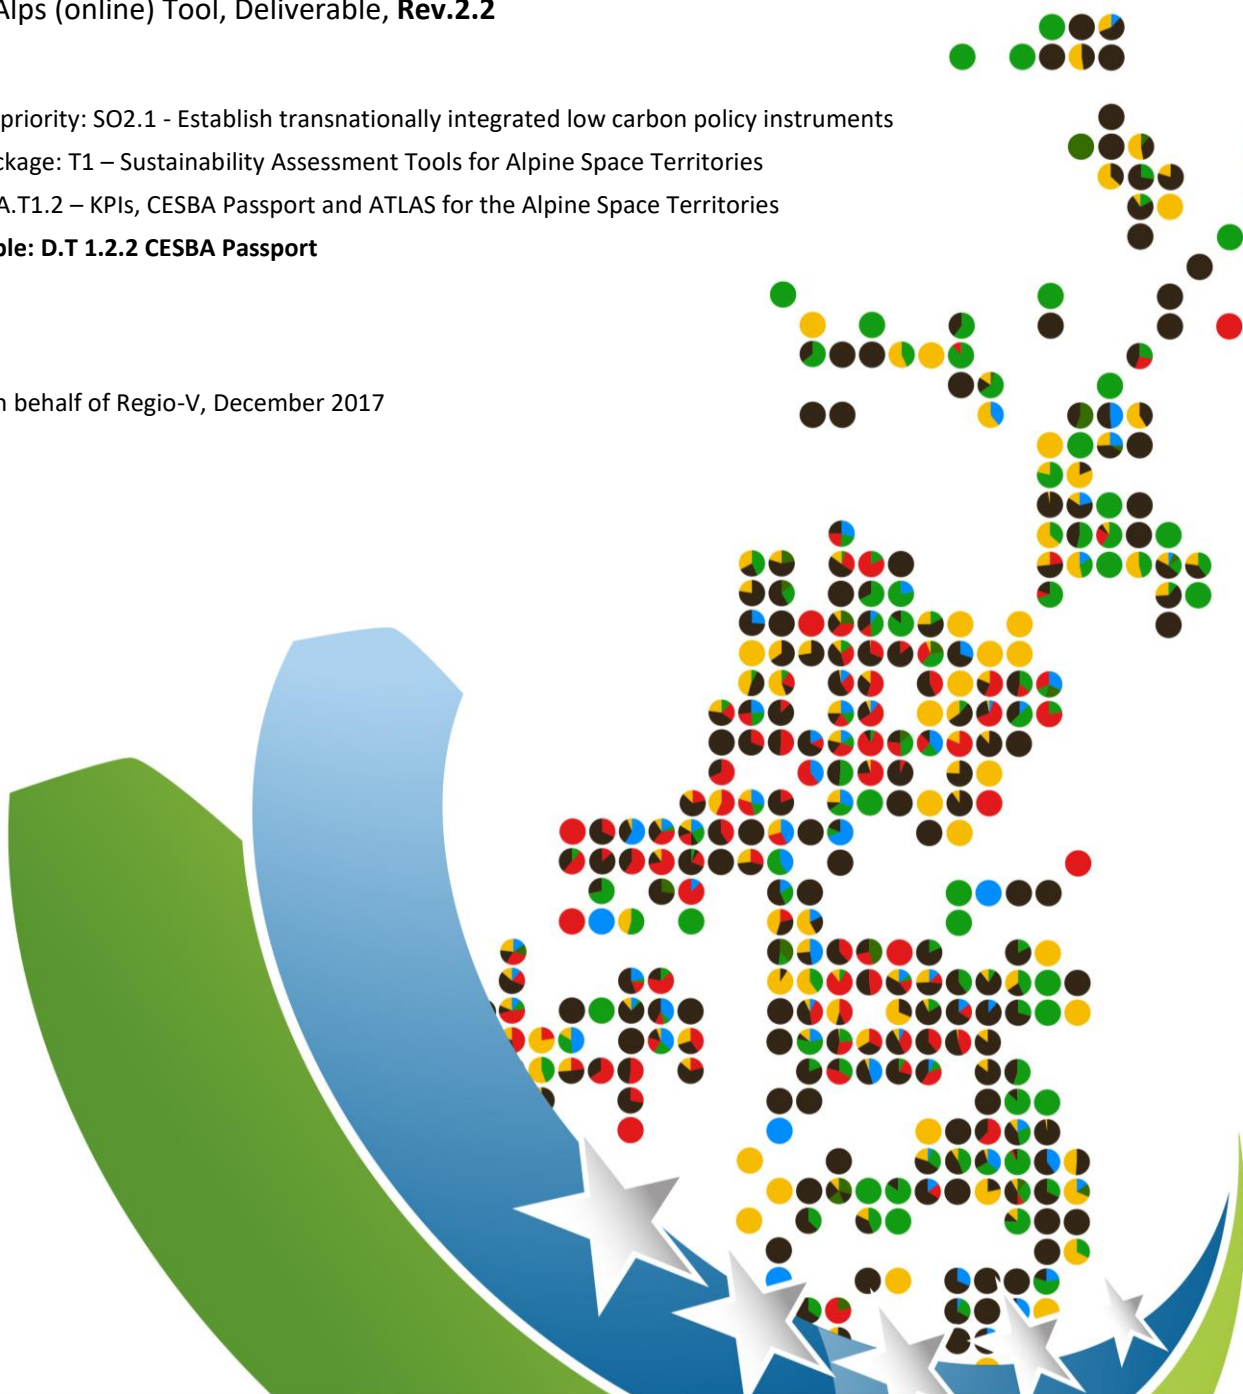 Alps (online) Tool, Deliverable, Rev.2.2
priority: SO2.1 - Establish transnationally integrated low carbon policy instruments
ckage: T1 – Sustainability Assessment Tools for Alpine Space Territories
A.T1.2 – KPIs, CESBA Passport and ATLAS for the Alpine Space Territories
ble: D.T 1.2.2 CESBA Passport
n behalf of Regio-V, December 2017